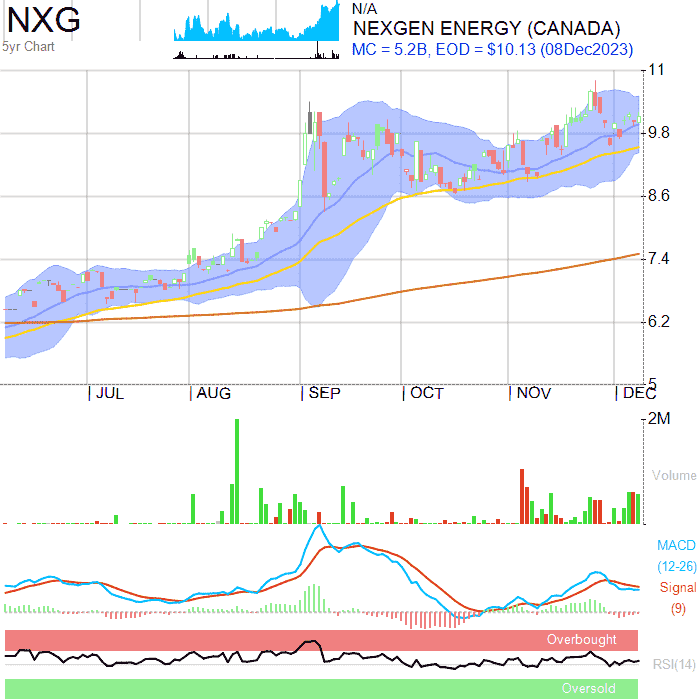 NXG
5yr Chart
N/A
NEXGEN ENERGY (CANADA)
MC = 5.2B, EOD = $10.13 (08Dec2023)
11
9.8
8.6
7.4
6.2
5
JUL AUG SEP OCT NOV DEC
2M
Volume
MACD
(12-26)
Signal
(9)
Overbought
RSI(14)
Oversold